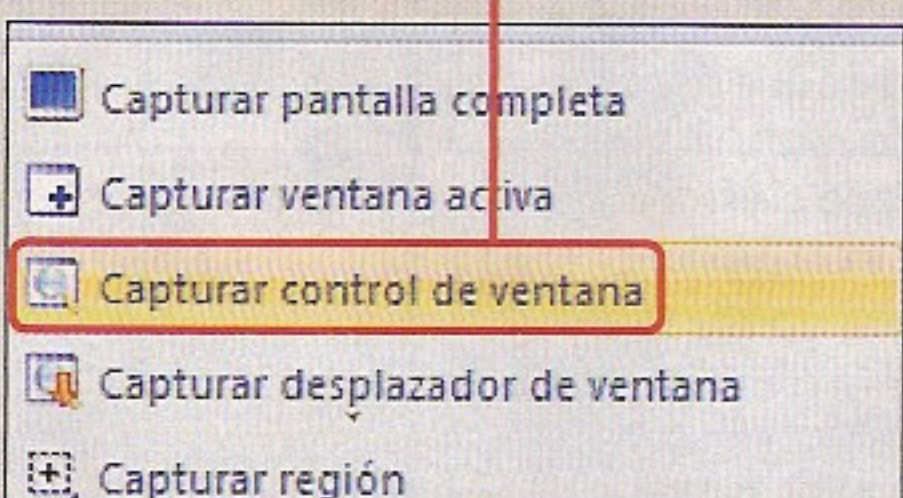 Capturar pantalla completa
Capturar ventana activa
Capturar control de ventana
Capturar desplazador de ventana
Capturar región